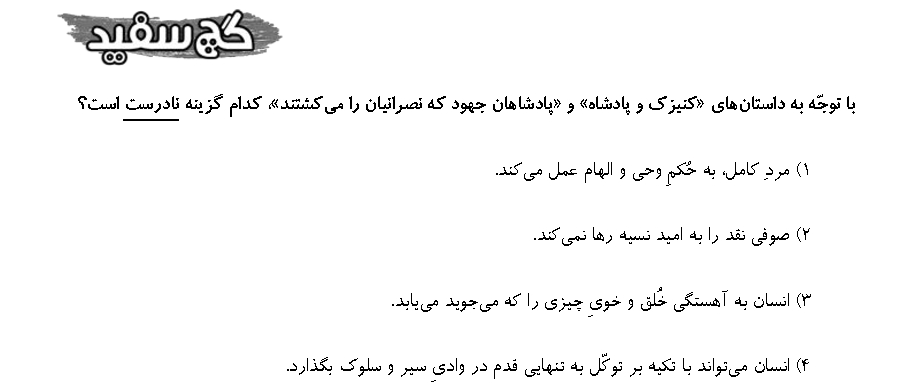 گچ سفید
با توجّه به داستان‌های «کنیزک و پادشاه» و «پادشاهان جهود که نصرانیان را می‌کشتند»، کدام گزینه نادرست است؟
۱) مردِ کامل، به حُکمِ وحی و الهام عمل می‌کند.
۲) صوفی نقد را به امید نسیه رها نمی‌کند.
۳) انسان به آهستگی خُلق و خویِ چیزی را که می‌جوید می‌یابد.
۴) انسان می‌تواند با تکیه بر توکّل به تنهایی قدم در وادیِ سیر و سلوک بگذارد.